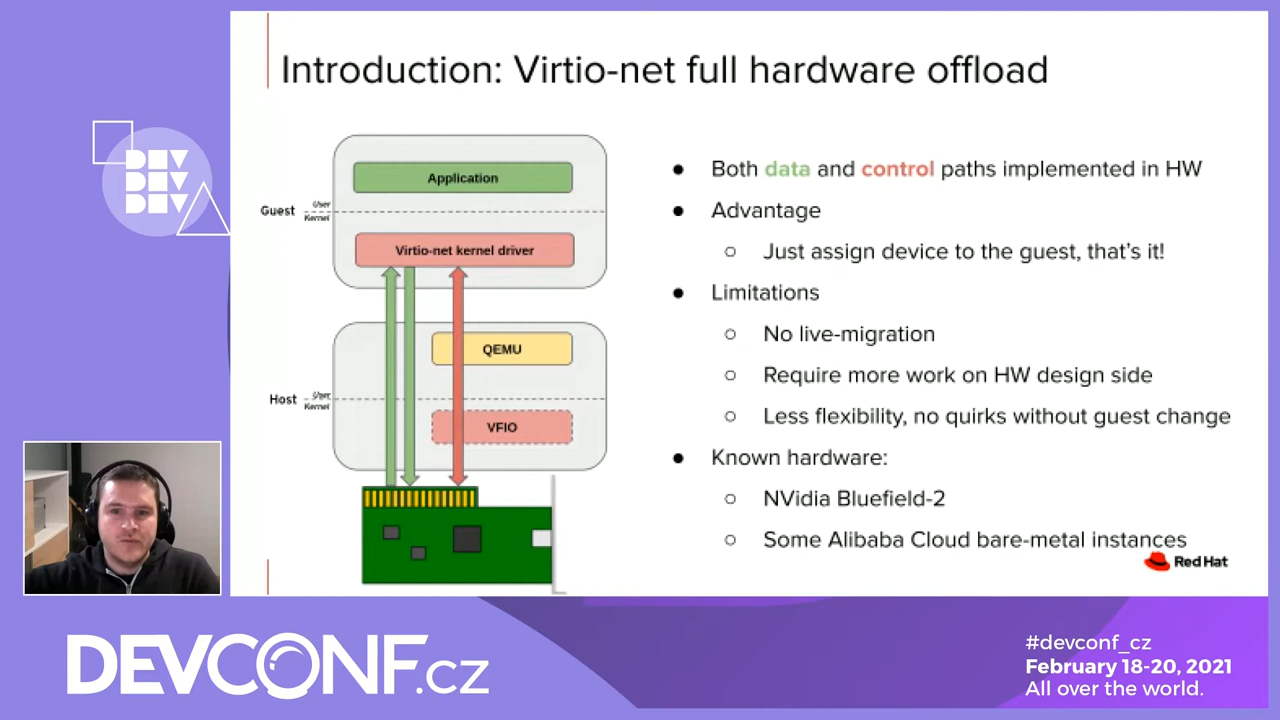 Introduction: Virtio-net full hardware offload
DEV
DEV
DEV
Application
Guest
User
Kernel
Virtio-net kernel driver
QEMU
Host
User
Kernel
VFIO
● Both data and control paths implemented in HW
● Advantage
○ Just assign device to the guest, that's it!
● Limitations
○ No live-migration
○ Require more work on HW design side
○ Less flexibility, no quirks without guest change
● Known hardware:
○ NVidia Bluefield-2
○ Some Alibaba Cloud bare-metal instances
Red Hat
DEVCONF.cz
#devconf_cz
February 18-20, 2021
All over the world.